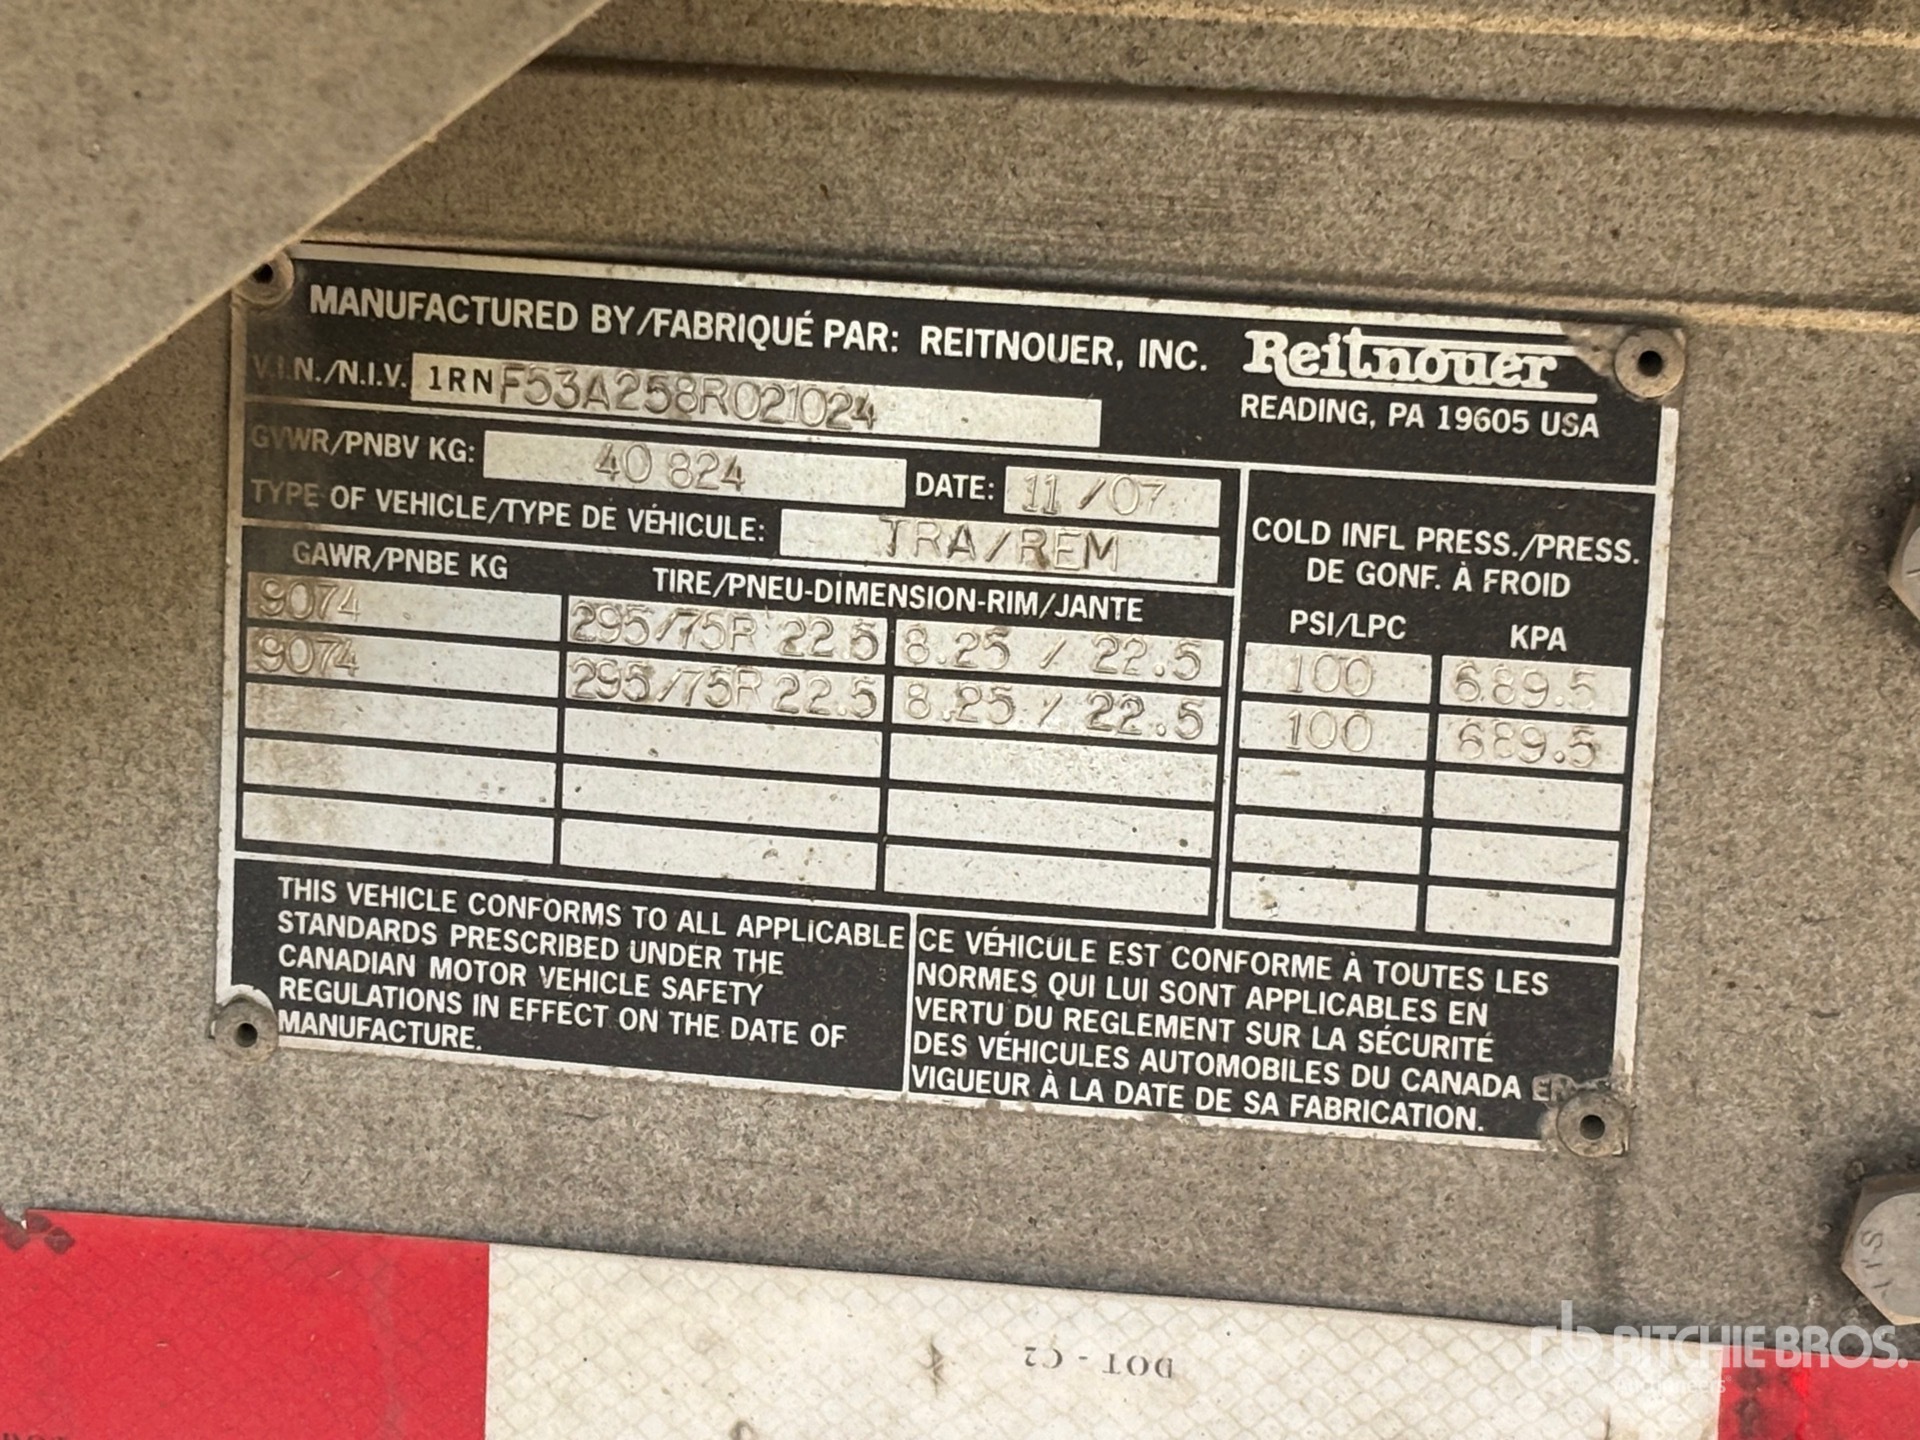 MANUFACTURED BY/FABRIQUÉ PAR: REITNOUER, INC.
Reitnouer
READING, PA 19605 USA
V.I.N./N.I.V. 1RNF53A258R021024
GVWR/PNBV KG: 40 824
DATE: 11/07
TYPE OF VEHICLE/TYPE DE VÉHICULE: TRA/REM
GAWR/PNBE KG
TIRE/PNEU-DIMENSION-RIM/JANTE
COLD INFL PRESS./PRESS.
DE GONF. À FROID
PSI/LPC KPA
9074 295/75R 22.5 8.25 / 22.5 100 689.5
9074 295/75R 22.5 8.25 / 22.5 100 689.5
THIS VEHICLE CONFORMS TO ALL APPLICABLE
STANDARDS PRESCRIBED UNDER THE
CANADIAN MOTOR VEHICLE SAFETY
REGULATIONS IN EFFECT ON THE DATE OF
MANUFACTURE.
CE VÉHICULE EST CONFORME À TOUTES LES
NORMES QUI LUI SONT APPLICABLES EN
VERTU DU REGLEMENT SUR LA SÉCURITÉ
DES VÉHICULES AUTOMOBILES DU CANADA EN
VIGUEUR À LA DATE DE SA FABRICATION.
DOT - C2
RITCHIE BROS.